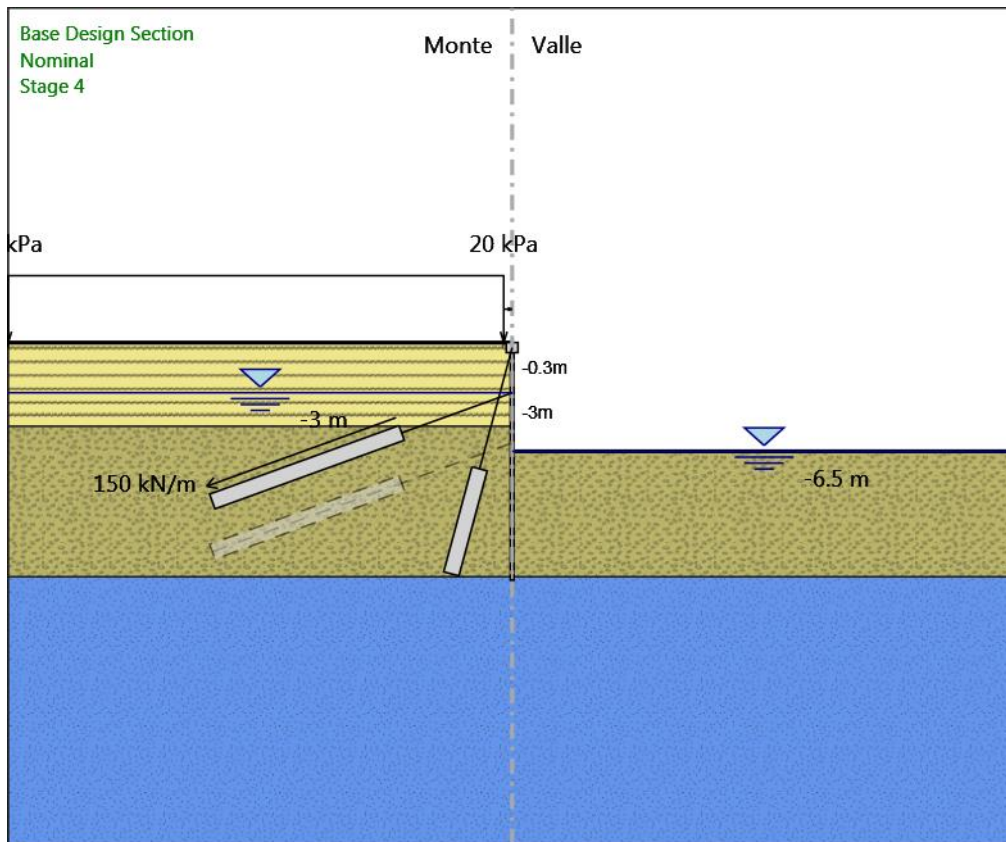 Base Design Section
Nominal
Stage 4
Monte
Valle
kPa
20 kPa
-0.3m
-3m
-3 m
150 kN/m
-6.5 m